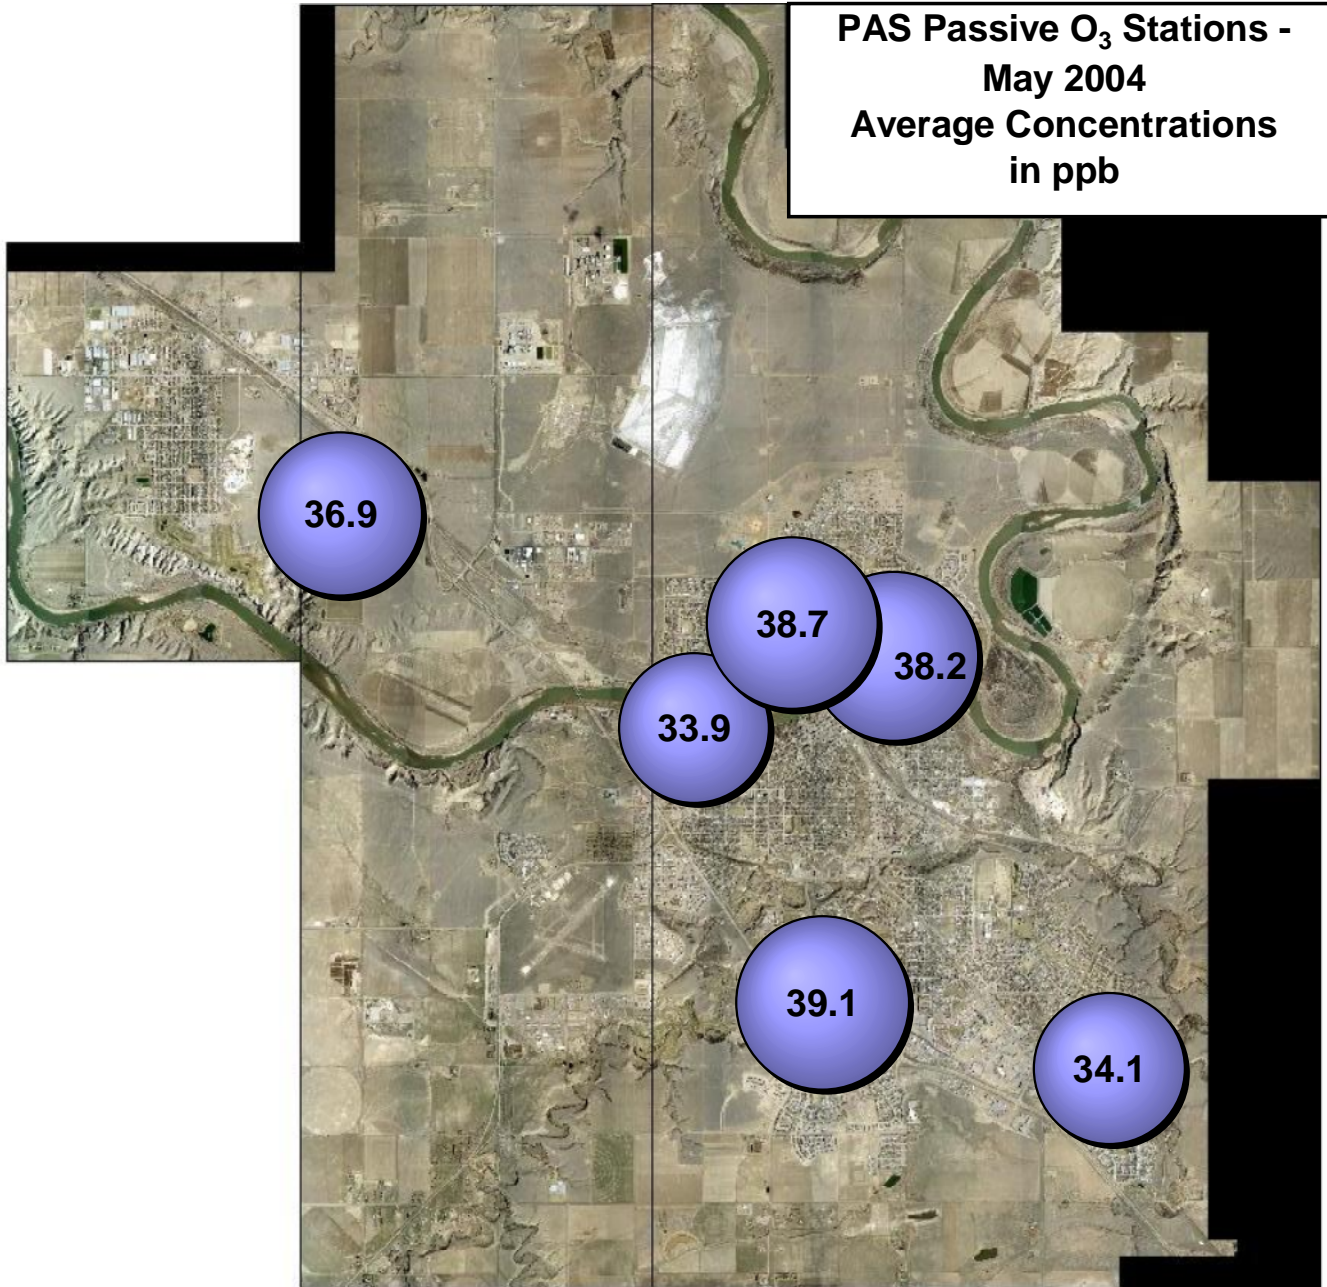 PAS Passive O₃ Stations -
May 2004
Average Concentrations
in ppb
36.9
38.7
38.2
33.9
39.1
34.1